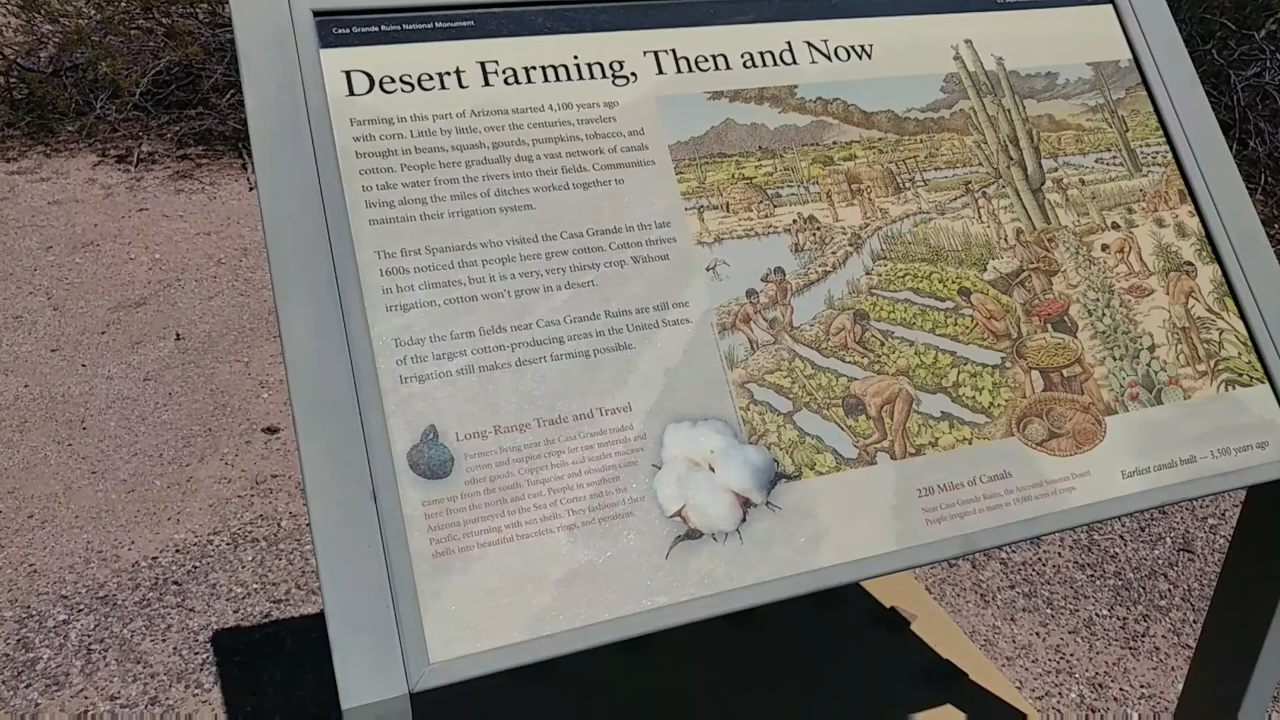 Casa Grande Ruins National Monument
Desert Farming, Then and Now
Farming in this part of Arizona started 4,100 years ago
with corn. Little by little, over the centuries, travelers
brought in beans, squash, gourds, pumpkins, tobacco, and
cotton. People here gradually dug a vast network of canals
to take water from the rivers into their fields. Communities
living along the miles of ditches worked together to
maintain their irrigation system.
The first Spaniards who visited the Casa Grande in the late
1600s noticed that people here grew cotton. Cotton thrives
in hot climates, but it is a very, very thirsty crop. Without
irrigation, cotton won't grow in a desert.
Today the farm fields near Casa Grande Ruins are still one
of the largest cotton-producing areas in the United States.
Irrigation still makes desert farming possible.
Long-Range Trade and Travel
Farmers living near the Casa Grande traded
cotton and surplus crops for raw materials and
other goods. Copper bells and scarlet macaws
came up from the south. Turquoise and obsidian came
here from the north and east. People in southern
Arizona journeyed to the Sea of Cortez and to the
Pacific, returning with sea shells. They fashioned their
shells into beautiful bracelets, rings, and pendants.
220 Miles of Canals
Near Casa Grande Ruins, the Ancestral Sonoran Desert
People irrigated as many as 19,000 acres of crops.
Earliest canals built — 3,500 years ago